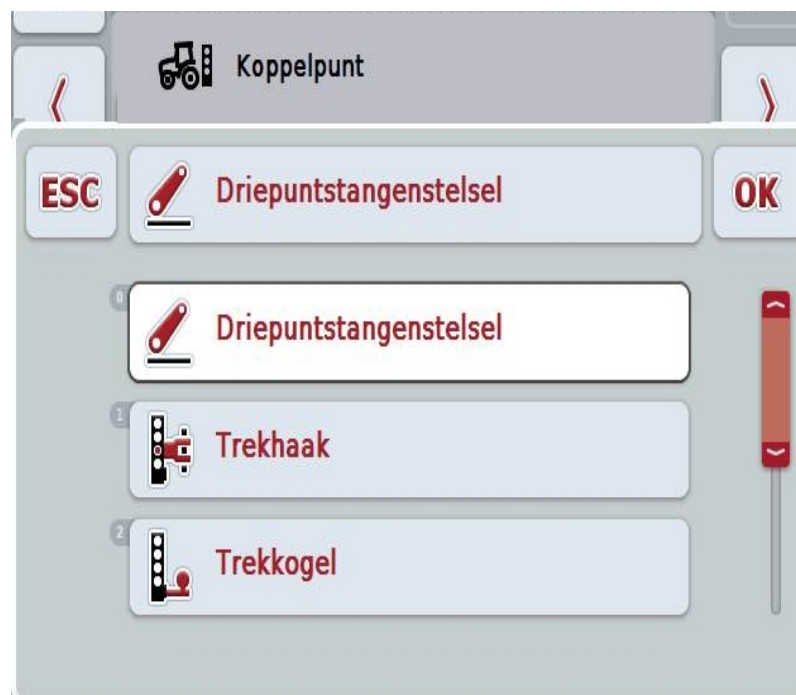 Koppelpunt
ESC
Driepuntstangenstelsel
OK
0
Driepuntstangenstelsel
1
Trekhaak
2
Trekkogel